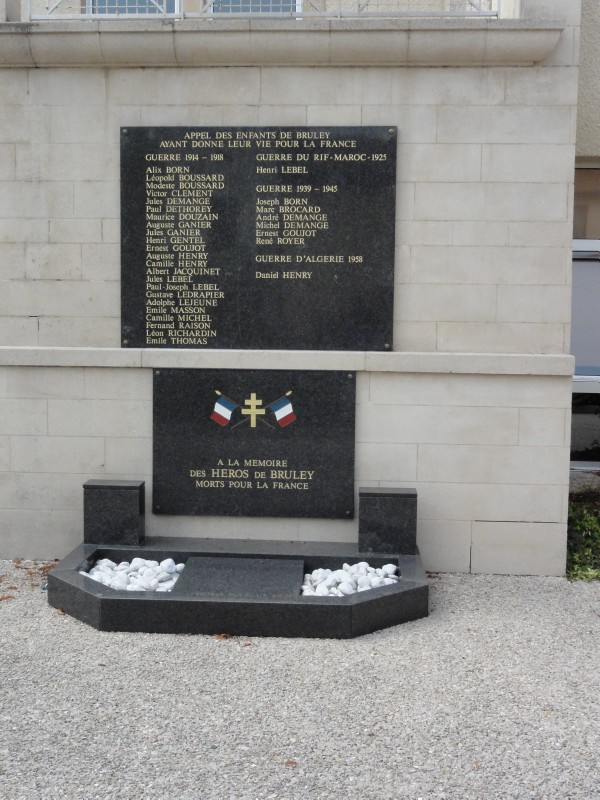 APPEL DES ENFANTS DE BRULEY
AYANT DONNE LEUR VIE POUR LA FRANCE
GUERRE 1914 - 1918
Alix BORN
Léopold BOUSSARD
Modeste BOUSSARD
Victor CLEMENT
Jules DEMANGE
Paul DETHOREY
Maurice DOUZAIN
Auguste GANIER
Jules GANIER
Henri GENTEL
Ernest GOUJOT
Auguste HENRY
Camille HENRY
Albert JACQUINET
Jules LEBEL
Paul-Joseph LEBEL
Gustave LEDRAPIER
Adolphe LEJEUNE
Emile MASSON
Camille MICHEL
Fernand RAISON
Léon RICHARDIN
Emile THOMAS
GUERRE DU RIF-MAROC-1925
Henri LEBEL
GUERRE 1939 - 1945
Joseph BORN
Marc BROCARD
André DEMANGE
Michel DEMANGE
Ernest GOUJOT
René ROYER
GUERRE D'ALGERIE 1958
Daniel HENRY
A LA MEMOIRE
DES HEROS DE BRULEY
MORTS POUR LA FRANCE